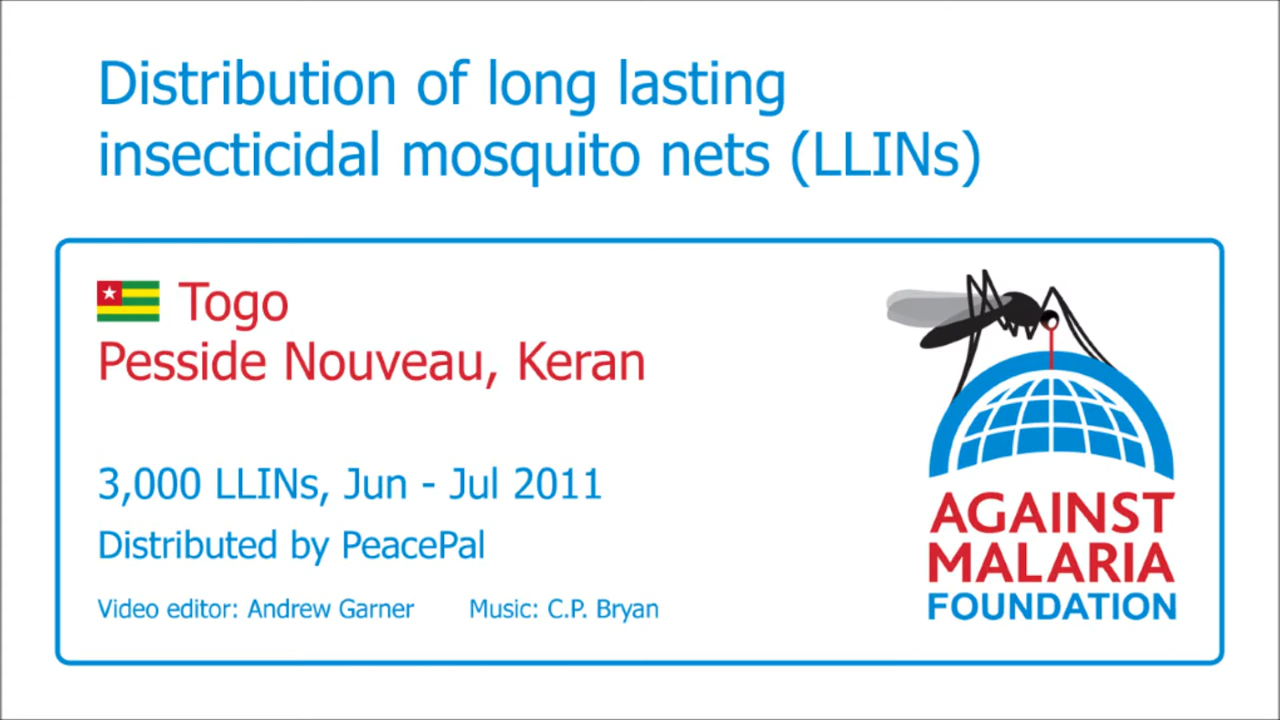 Distribution of long lasting
insecticidal mosquito nets (LLINs)
Togo
Pesside Nouveau, Keran
3,000 LLINs, Jun - Jul 2011
Distributed by PeacePal
Video editor: Andrew Garner Music: C.P. Bryan
AGAINST
MALARIA
FOUNDATION